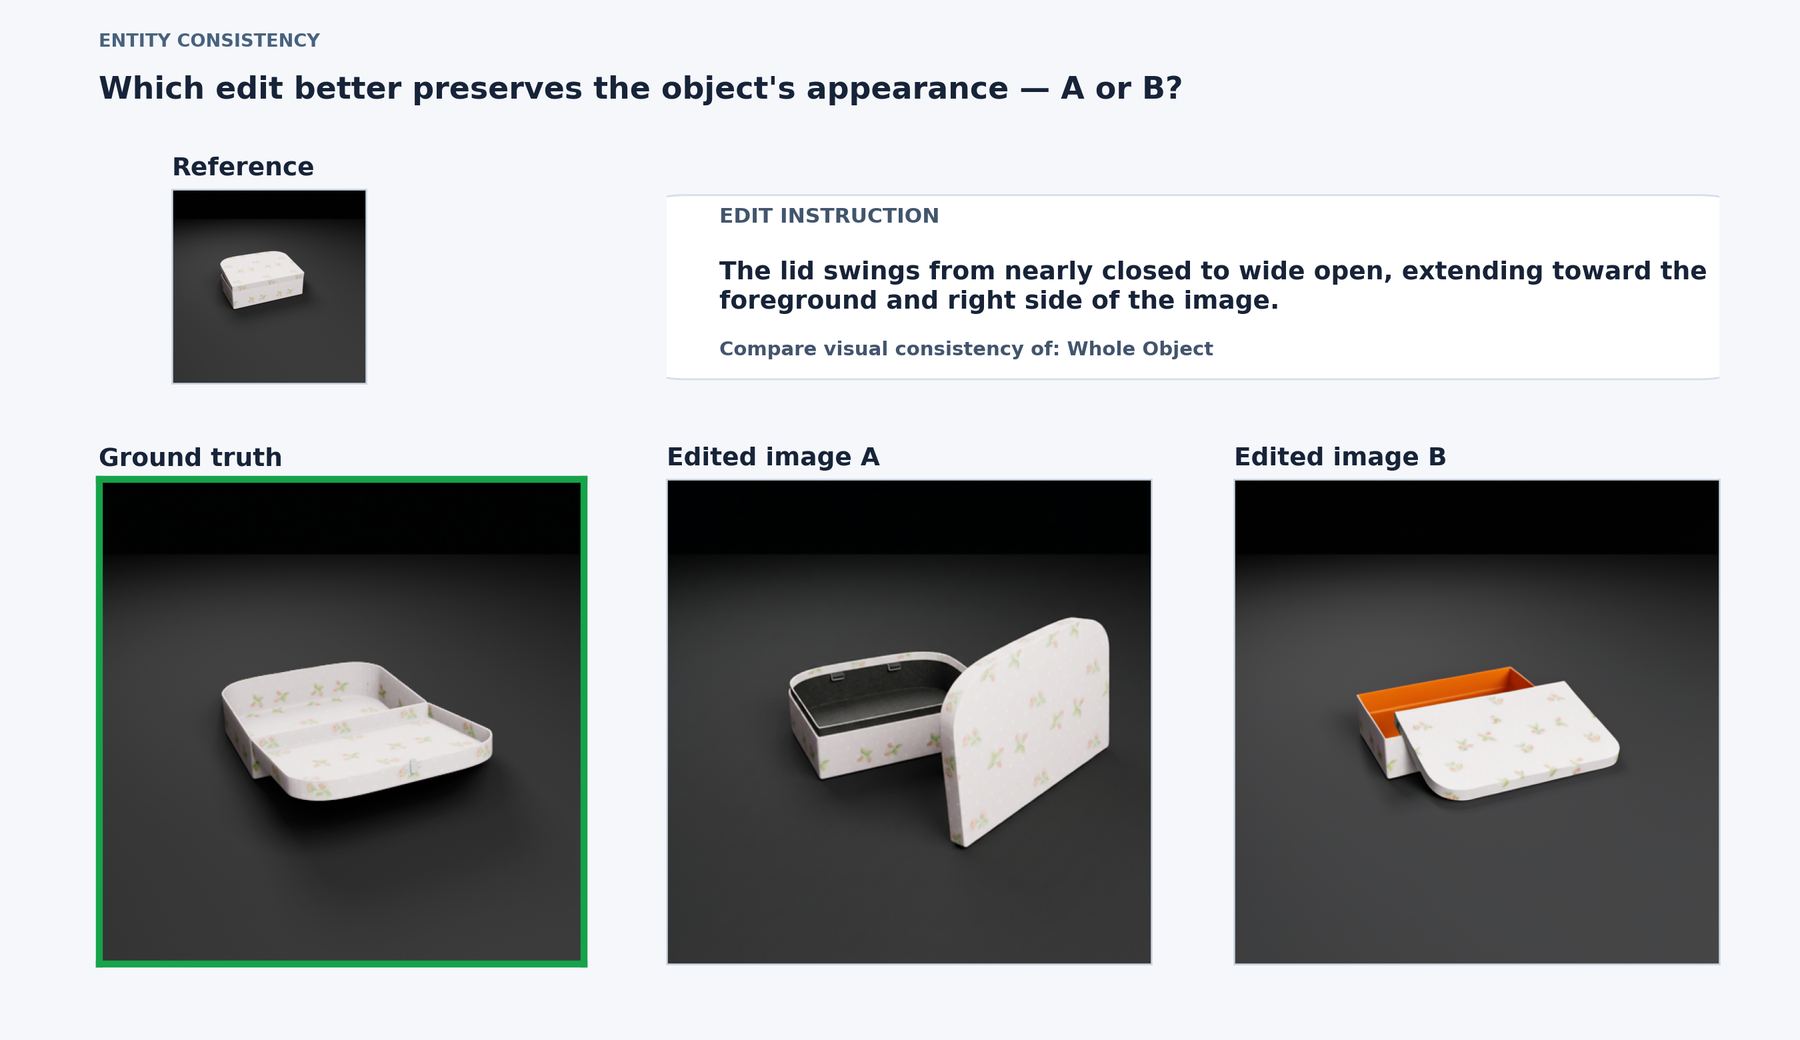 ENTITY CONSISTENCY
Which edit better preserves the object's appearance — A or B?
Reference
EDIT INSTRUCTION
The lid swings from nearly closed to wide open, extending toward the
foreground and right side of the image.
Compare visual consistency of: Whole Object
Ground truth
Edited image A
Edited image B